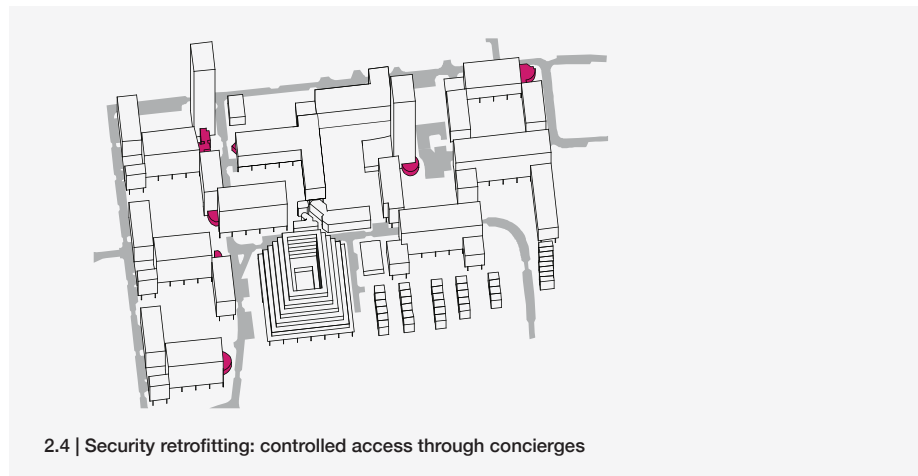 2.4 | Security retrofitting: controlled access through concierges